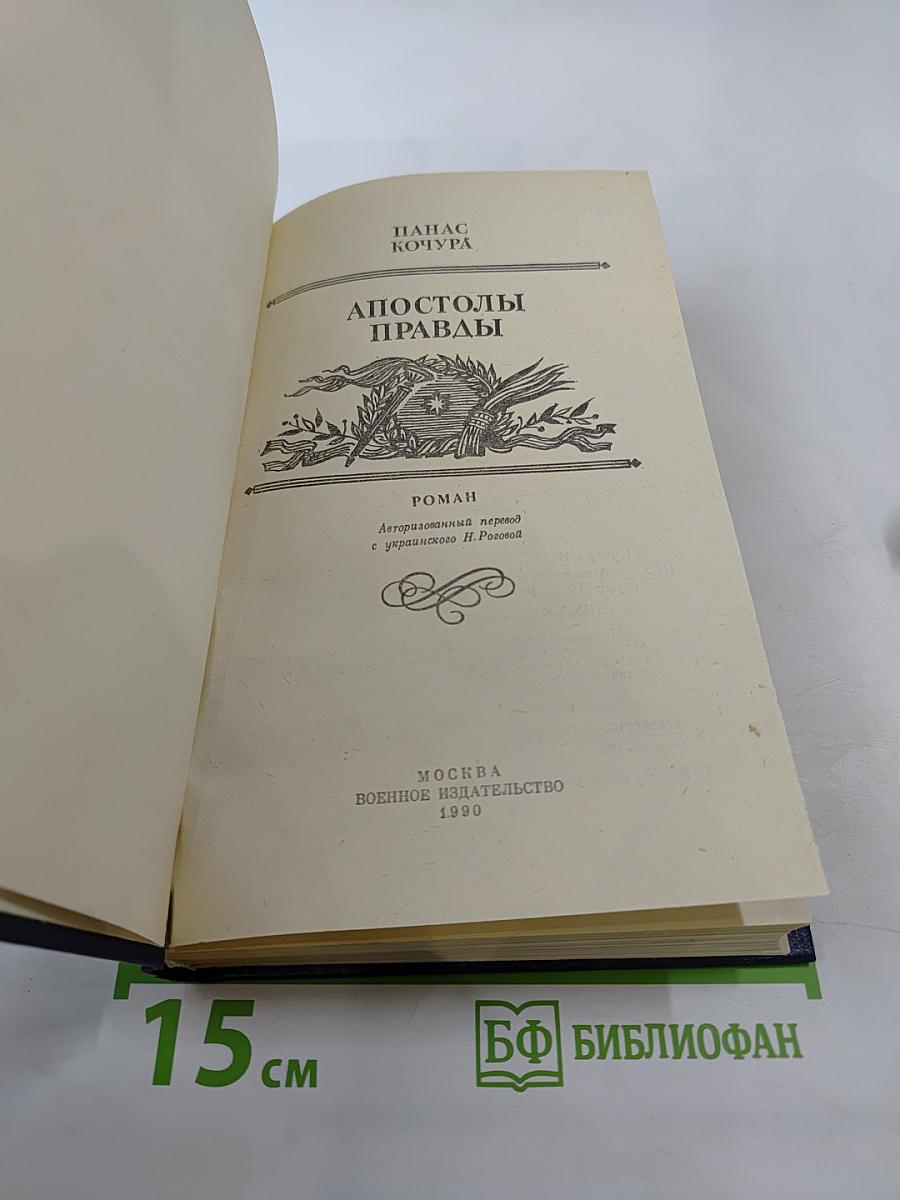 ПАНАС
КОЧУРА
АПОСТОЛЫ
ПРАВДЫ
РОМАН
Авторизованный перевод
с украинского Н. Роговой
МОСКВА
ВОЕННОЕ ИЗДАТЕЛЬСТВО
1990
15 см
БФ БИБЛИОФАН